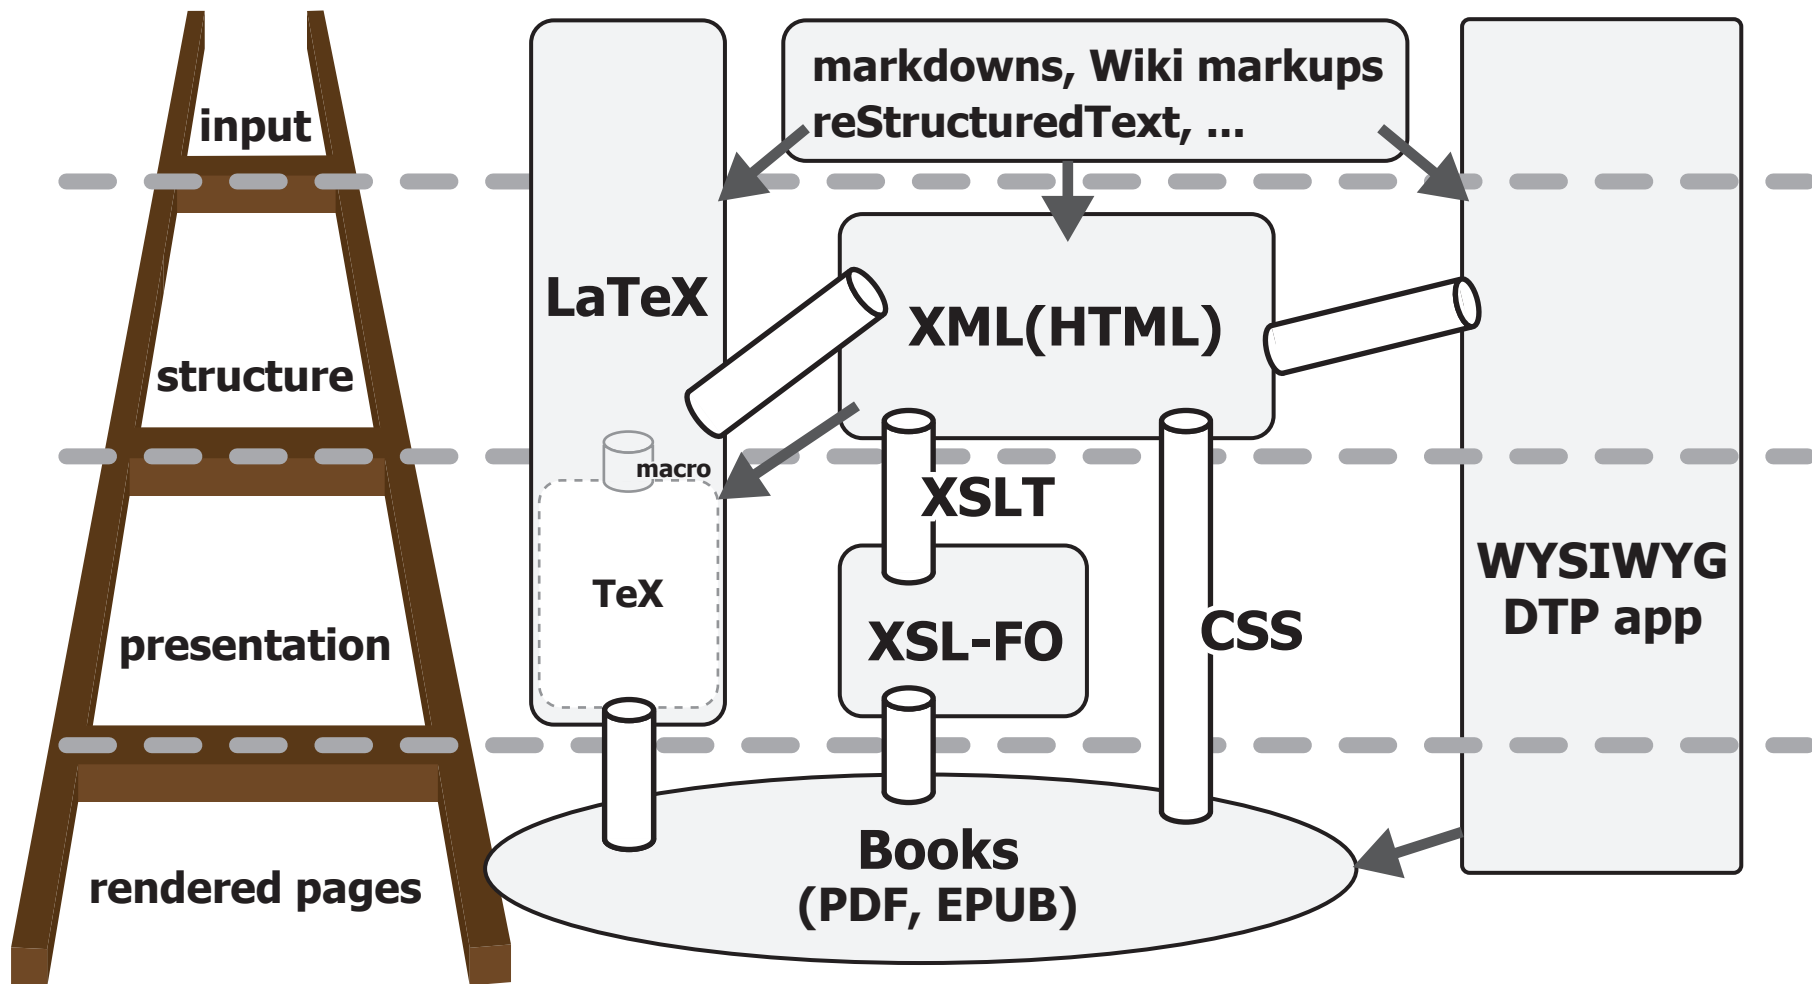 input
structure
presentation
rendered pages
LaTeX
macro
TeX
markdowns, Wiki markups
reStructuredText, ...
XML(HTML)
XSLT
XSL-FO
CSS
WYSIWYG
DTP app
Books
(PDF, EPUB)